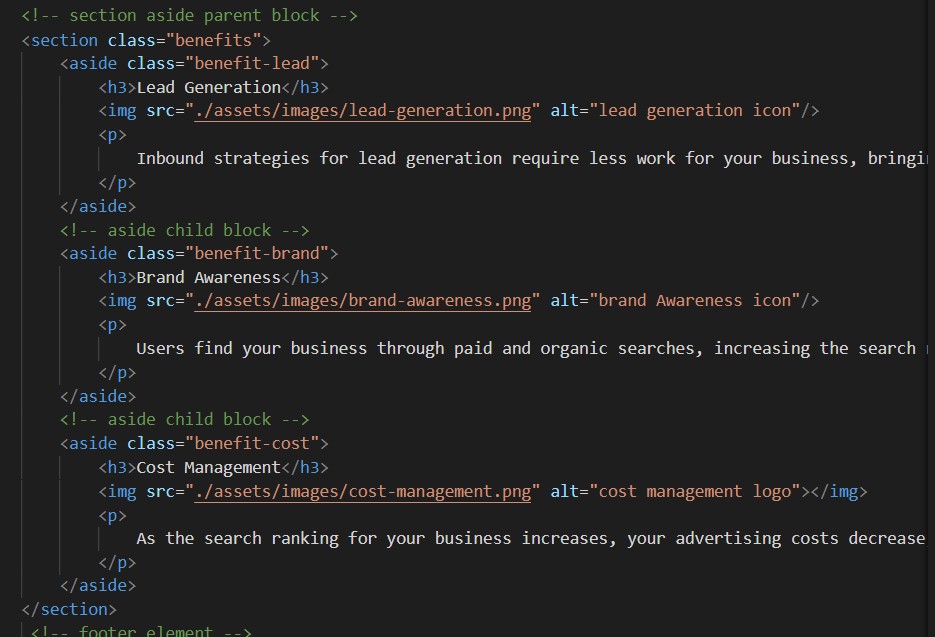 <!-- section aside parent block -->
<section class="benefits">
<aside class="benefit-lead">
<h3>Lead Generation</h3>
<img src="./assets/images/lead-generation.png" alt="lead generation icon"/>
<p>
Inbound strategies for lead generation require less work for your business,
</p>
</aside>
<!-- aside child block -->
<aside class="benefit-brand">
<h3>Brand Awareness</h3>
<img src="./assets/images/brand-awareness.png" alt="brand Awareness icon"/>
<p>
Users find your business through paid and organic searches, increasing the search
</p>
</aside>
<!-- aside child block -->
<aside class="benefit-cost">
<h3>Cost Management</h3>
<img src="./assets/images/cost-management.png" alt="cost management logo"></img>
<p>
As the search ranking for your business increases, your advertising costs decrease
</p>
</aside>
</section>
<!-- footer element -->